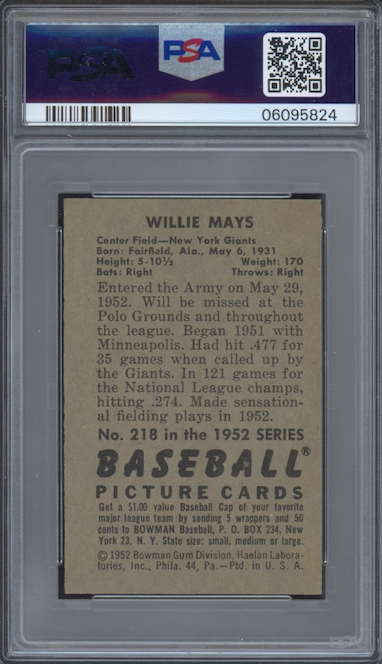 PSA PSA
06095824
WILLIE MAYS
Center Field—New York Giants
Born: Fairfield, Ala., May 6, 1931
Height: 5-10½ Weight: 170
Bats: Right Throws: Right
Entered the Army on May 29,
1952. Will be missed at the
Polo Grounds and throughout
the league. Began 1951 with
Minneapolis. Had hit .477 for
35 games when called up by
the Giants. In 121 games for
the National League champs,
hitting .274. Made sensation-
al fielding plays in 1952.
No. 218 in the 1952 SERIES
BASEBALL®
PICTURE CARDS
Get a $1.00 value Baseball Cap of your favorite
major league team by sending 5 wrappers and 50
cents to BOWMAN Baseball, P. O. BOX 234, New
York 23, N. Y. State size: small, medium or large.
© 1952 Bowman Gum Division, Haelan Labora-
tories, Inc., Phila. 44, Pa.—Ptd. in U. S. A.